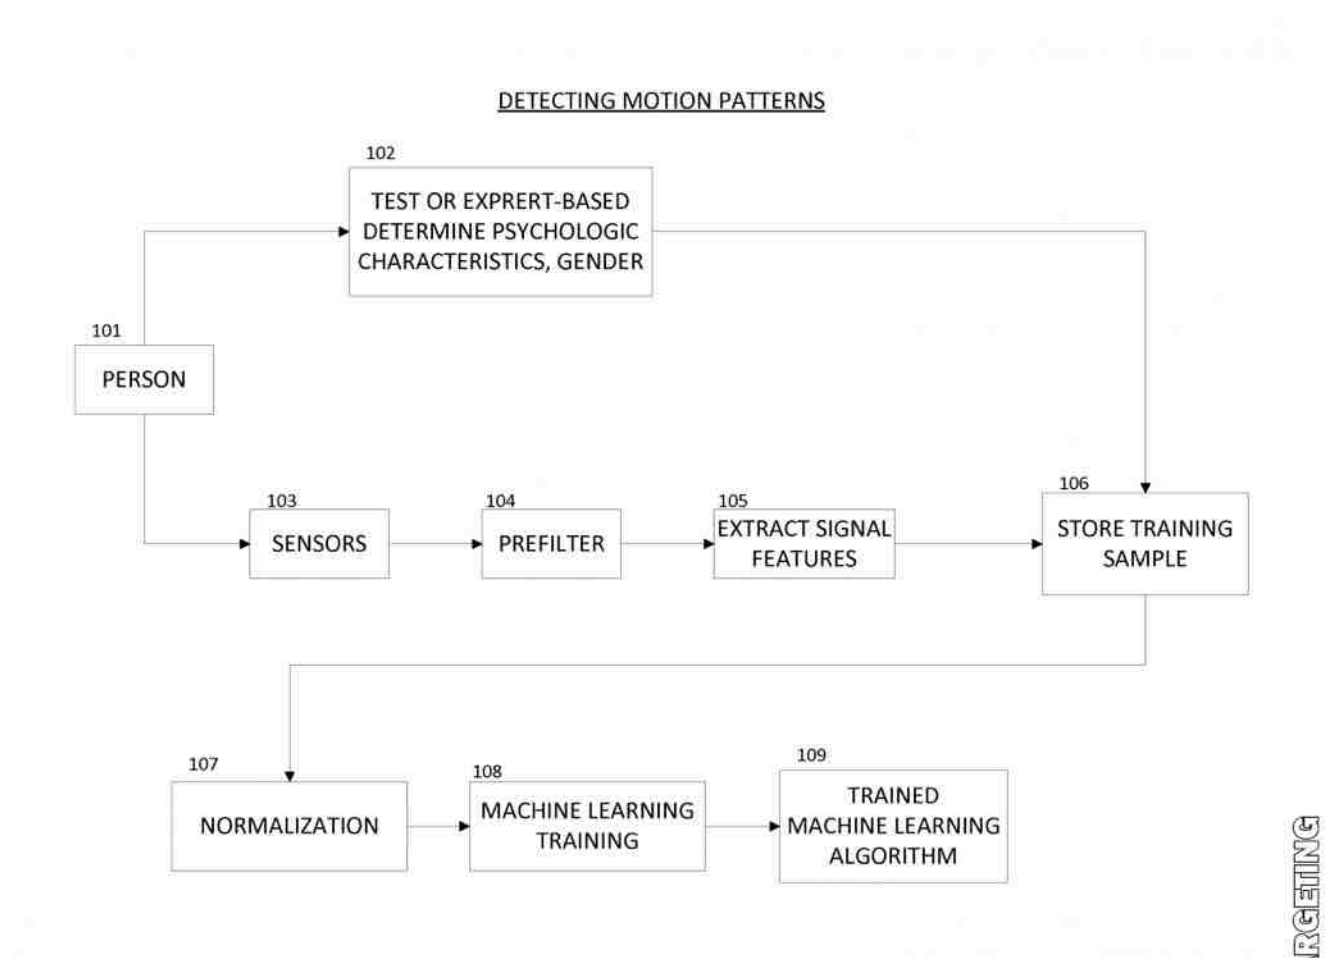 DETECTING MOTION PATTERNS
102
TEST OR EXPRERT-BASED
DETERMINE PSYCHOLOGIC
CHARACTERISTICS, GENDER
101
PERSON
103
SENSORS
104
PREFILTER
105
EXTRACT SIGNAL
FEATURES
106
STORE TRAINING
SAMPLE
107
NORMALIZATION
108
MACHINE LEARNING
TRAINING
109
TRAINED
MACHINE LEARNING
ALGORITHM
RGETING